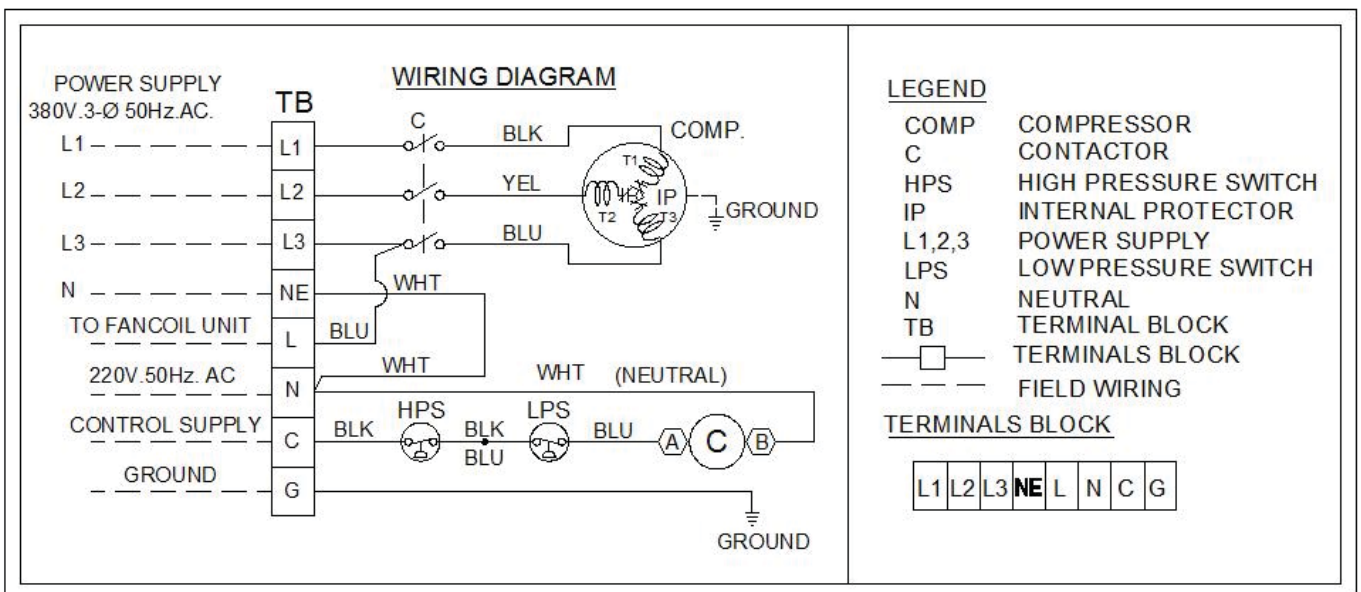 WIRING DIAGRAM
POWER SUPPLY
380V.3-Ø 50Hz.AC.
TB
L1
L1
C
BLK
COMP.
T1
L2
L2
YEL
T2
IP
GROUND
T3
L3
L3
BLU
N
NE
WHT
TO FANCOIL UNIT
L
BLU
220V.50Hz. AC
N
WHT
WHT (NEUTRAL)
CONTROL SUPPLY
C
BLK
HPS
BLK
BLU
LPS
BLU
A
C
B
GROUND
G
GROUND
LEGEND
COMP COMPRESSOR
C CONTACTOR
HPS HIGH PRESSURE SWITCH
IP INTERNAL PROTECTOR
L1,2,3 POWER SUPPLY
LPS LOW PRESSURE SWITCH
N NEUTRAL
TB TERMINAL BLOCK
TERMINALS BLOCK
FIELD WIRING
TERMINALS BLOCK
L1 L2 L3 NE L N C G